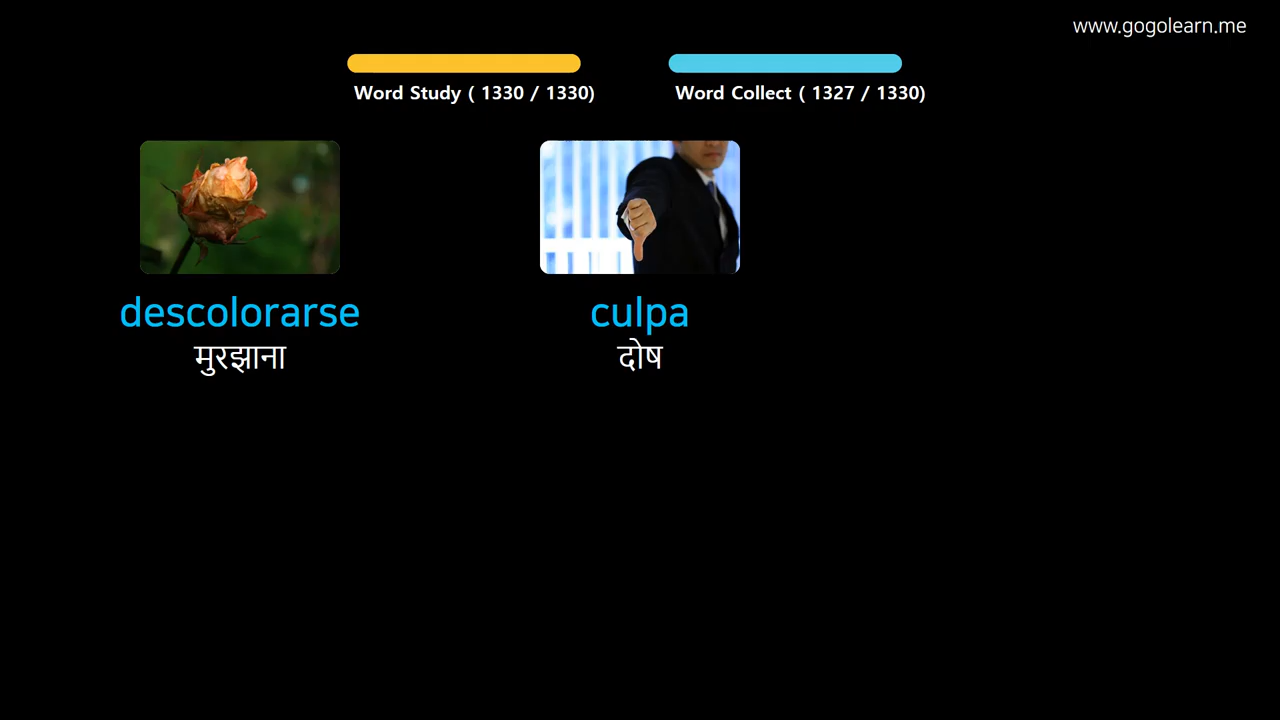 www.gogolearn.me
Word Study ( 1330 / 1330)
Word Collect ( 1327 / 1330)
descolorarse
मुरझाना
culpa
दोष